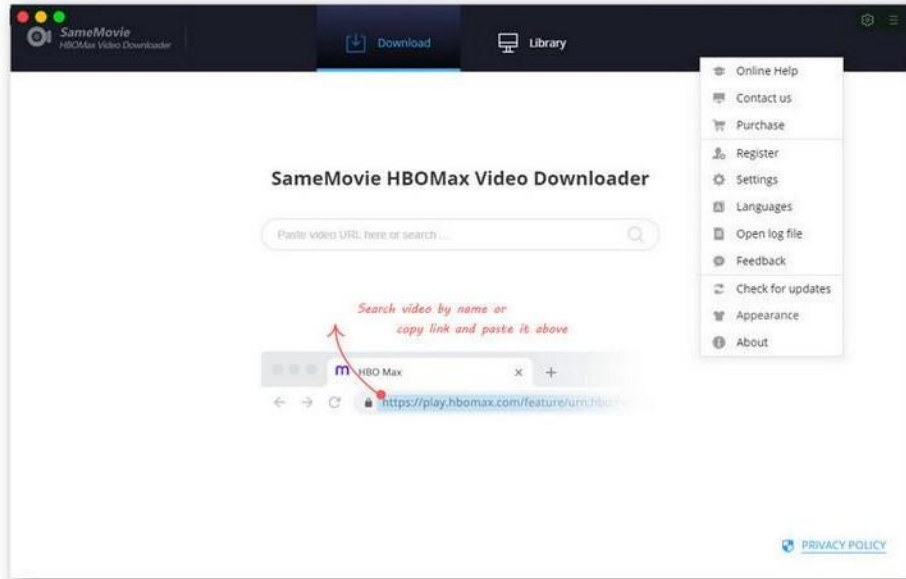 SameMovie
HBOMax Video Downloader
Download
Library
Online Help
Contact us
Purchase
Register
Settings
Languages
Open log file
Feedback
Check for updates
Appearance
About
SameMovie HBOMax Video Downloader
Paste video URL here or search ...
Search video by name or
copy link and paste it above
m HBO Max
https://play.hbomax.com/feature/urn:hbo:
PRIVACY POLICY